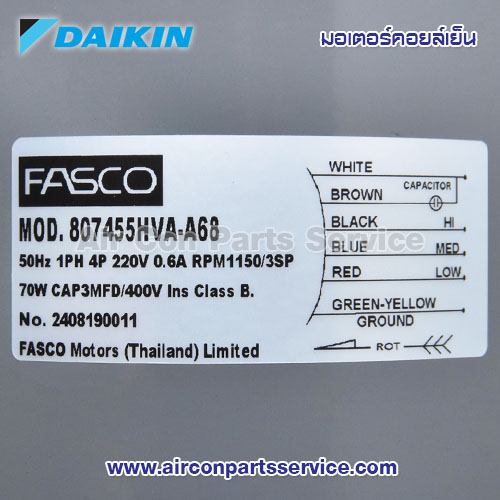 DAIKIN
มอเตอร์คอยล์เย็น
FASCO
MOD. 807455HVA-A68
50Hz 1PH 4P 220V 0.6A RPM1150/3SP
70W CAP3MFD/400V Ins Class B.
No. 2408190011
FASCO Motors (Thailand) Limited
WHITE
BROWN CAPACITOR
BLACK HI
BLUE MED
RED LOW
GREEN-YELLOW
GROUND
ROT
Air Con Parts Service
www.airconpartsservice.com